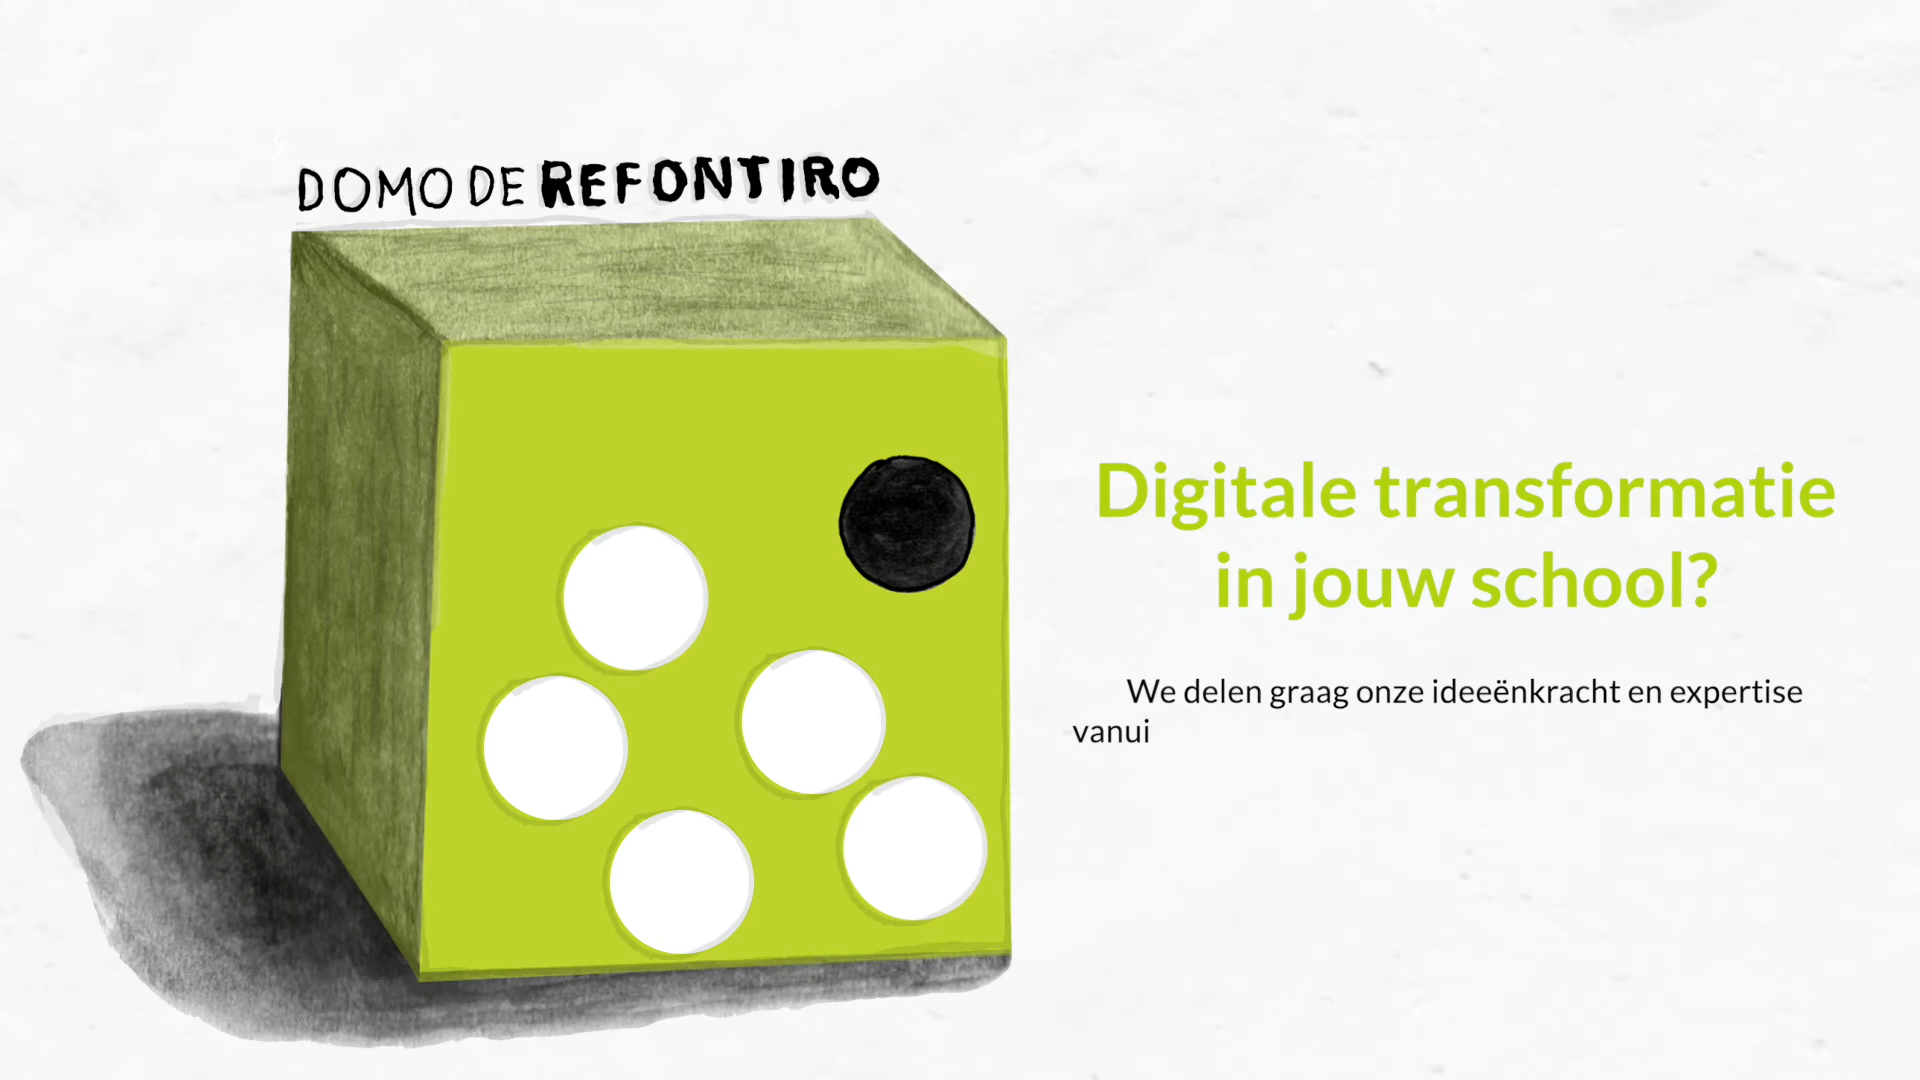 DOMO DE REFONTIRO
Digitale transformatie
in jouw school?
We delen graag onze ideeënkracht en expertise
vanui